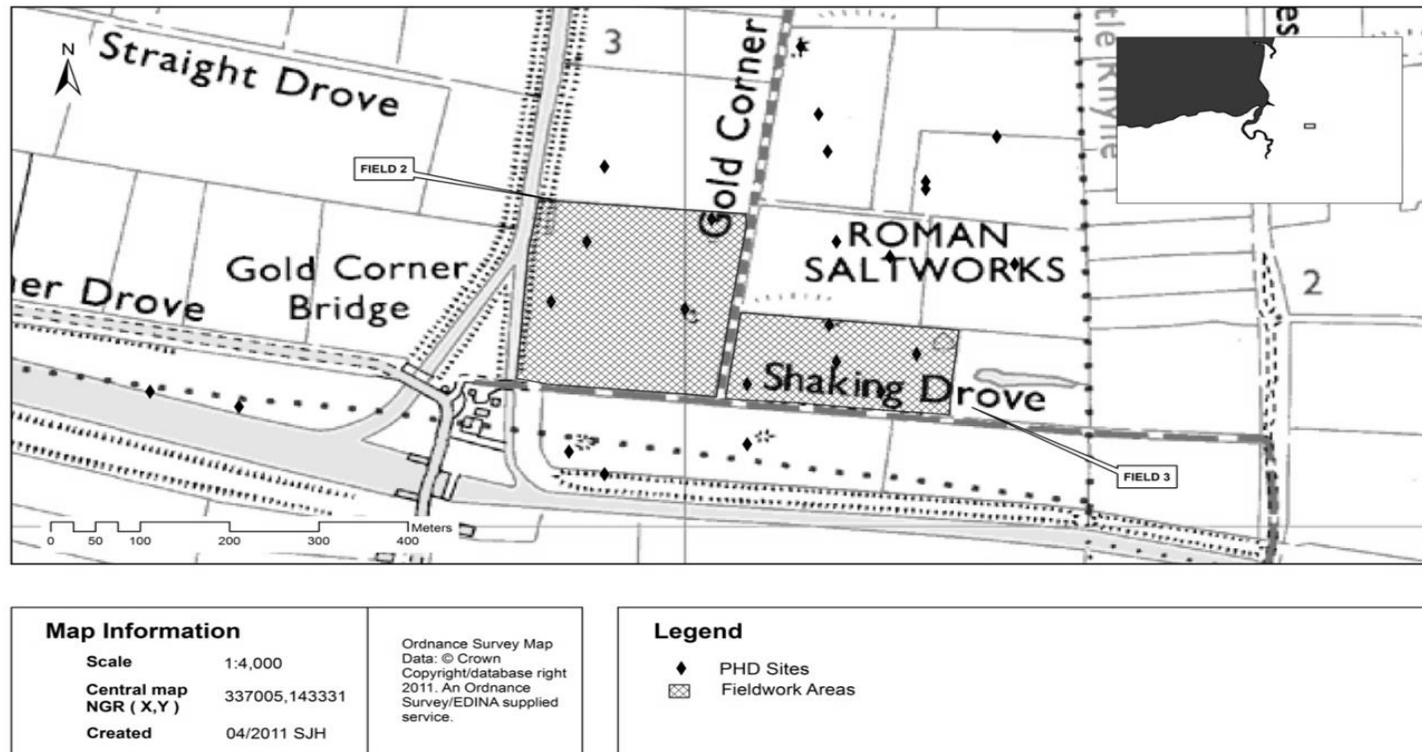 N
Straight Drove
3
Gold Corner
FIELD 2
ROMAN
SALTWORKS
Gold Corner
Bridge
2
Shaking Drove
FIELD 3
Meters
0 50 100 200 300 400
Map Information
Scale 1:4,000
Central map
NGR ( X,Y ) 337005,143331
Created 04/2011 SJH
Ordnance Survey Map
Data: © Crown
Copyright/database right
2011. An Ordnance
Survey/EDINA supplied
service.
Legend
PHD Sites
Fieldwork Areas